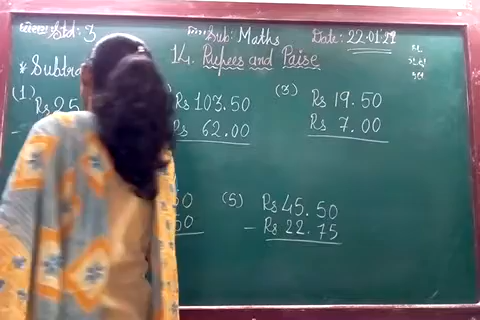 Std: 3 Sub: Maths Date: 22.01.21
14. Rupees and Paise
* Subtra
(1) Rs 25 Rs 103.50 (3) Rs 19.50
Rs 62.00 Rs 7.00
50 (5) Rs 45.50
50 – Rs 22.75